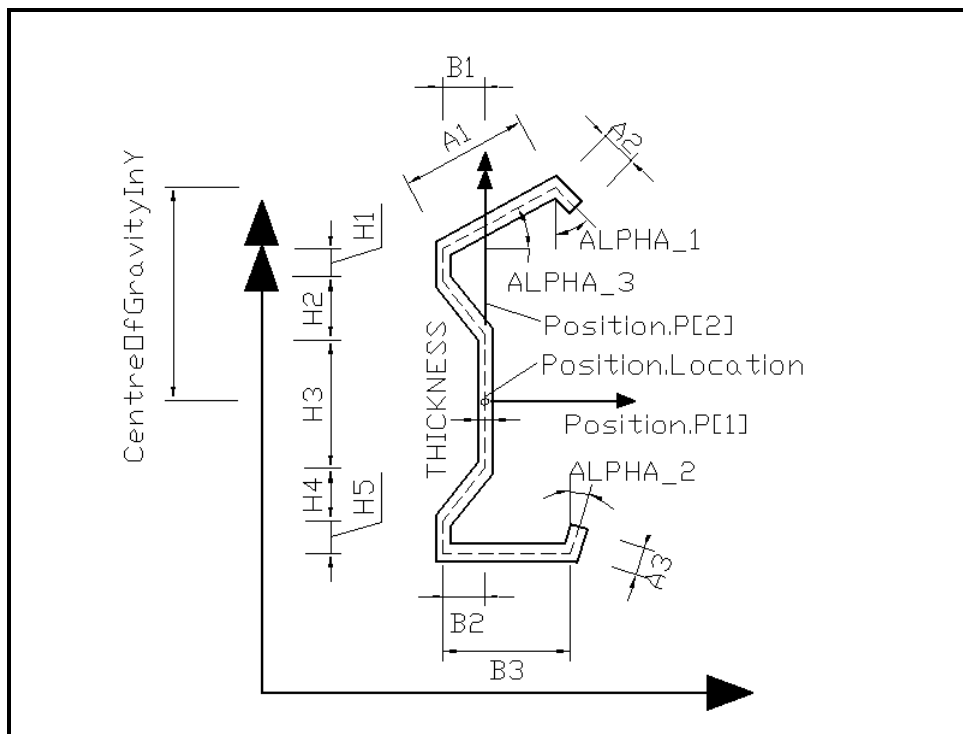 B1
A1
A2
CentreOfGravityInY
H1
ALPHA_1
ALPHA_3
H2
Position.P[2]
THICKNESS
Position.Location
H3
Position.P[1]
ALPHA_2
H4
H5
A3
B2
B3